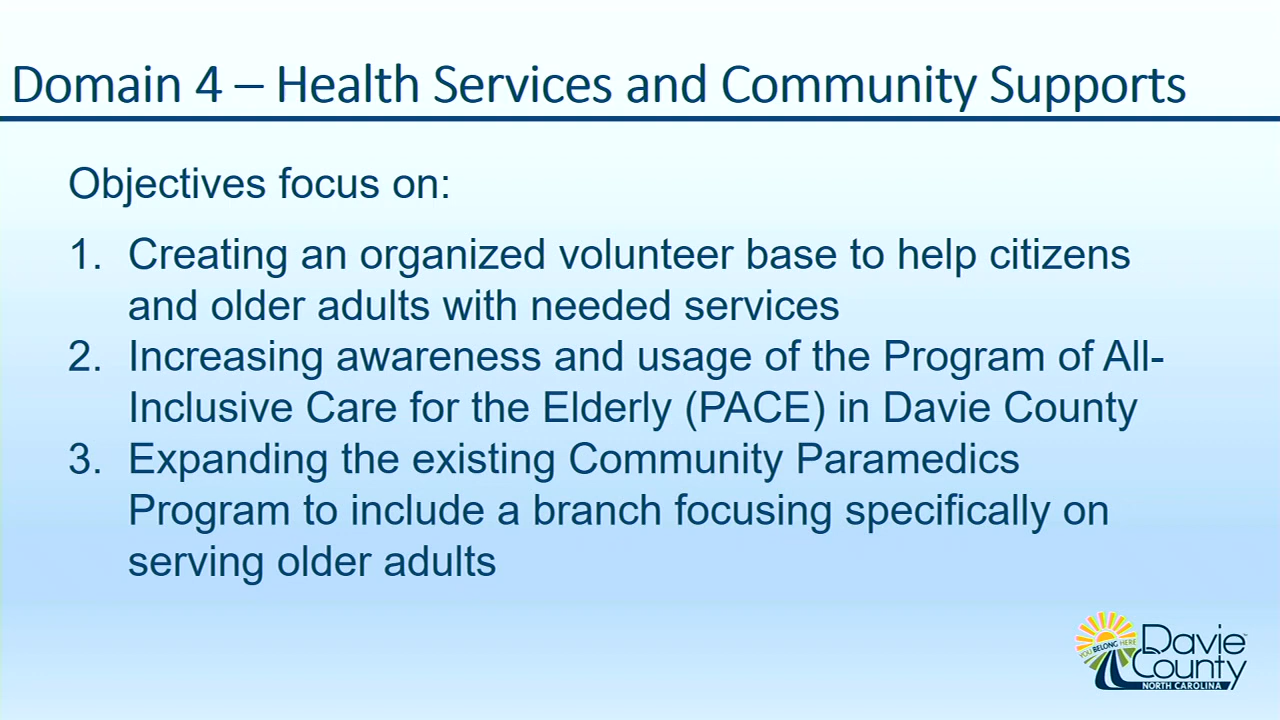 Domain 4 – Health Services and Community Supports
Objectives focus on:
1. Creating an organized volunteer base to help citizens
and older adults with needed services
2. Increasing awareness and usage of the Program of All-
Inclusive Care for the Elderly (PACE) in Davie County
3. Expanding the existing Community Paramedics
Program to include a branch focusing specifically on
serving older adults
YOU BELONG HERE
Davie
County
NORTH CAROLINA